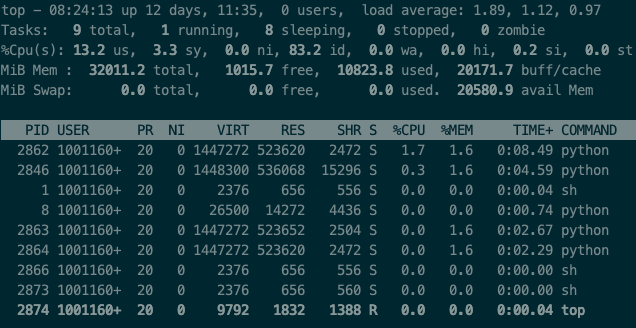 top - 08:24:13 up 12 days, 11:35,  0 users,  load average: 1.89, 1.12, 0.97
Tasks:   9 total,   1 running,   8 sleeping,   0 stopped,   0 zombie
%Cpu(s): 13.2 us,  3.3 sy,  0.0 ni, 83.2 id,  0.0 wa,  0.0 hi,  0.2 si,  0.0 st
MiB Mem :  32011.2 total,   1015.7 free,  10823.8 used,  20171.7 buff/cache
MiB Swap:      0.0 total,      0.0 free,      0.0 used.  20580.9 avail Mem
PID USER      PR  NI    VIRT    RES    SHR S  %CPU  %MEM     TIME+ COMMAND
2862 1001160+  20   0 1447272 523620   2472 S   1.7   1.6   0:08.49 python
2846 1001160+  20   0 1448300 536068  15296 S   0.3   1.6   0:04.59 python
1 1001160+  20   0    2376    656    556 S   0.0   0.0   0:00.04 sh
8 1001160+  20   0   26500  14272   4436 S   0.0   0.0   0:00.74 python
2863 1001160+  20   0 1447272 523652   2504 S   0.0   1.6   0:02.67 python
2864 1001160+  20   0 1447272 523620   2472 S   0.0   1.6   0:02.29 python
2866 1001160+  20   0    2376    656    556 S   0.0   0.0   0:00.00 sh
2873 1001160+  20   0    2376    656    560 S   0.0   0.0   0:00.00 sh
2874 1001160+  20   0    9792   1832   1388 R   0.0   0.0   0:00.04 top